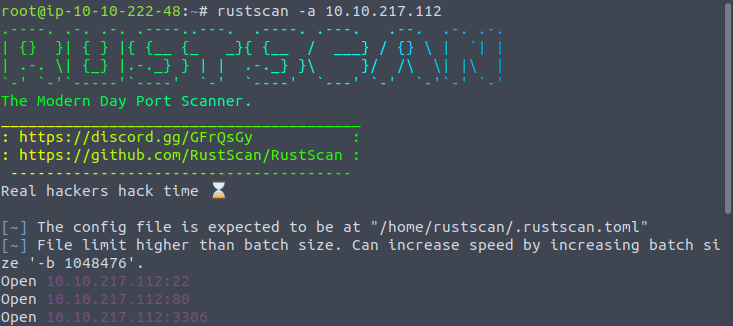 root@ip-10-10-222-48:~# rustscan -a 10.10.217.112
.----. .-. .-. .----..---.  .----. .---.   .--.  .-. .-.
| {}  }| { } |{ {__ {_   _}{ {__  /  ___} / {} \ |  `| |
| .-. \| {_} |.-._} } | |  .-._} }\     }/  /\  \| |\  |
`-' `-'`-----'`----'  `-'  `----'  `---' `-'  `-'`-' `-'
The Modern Day Port Scanner.
________________________________________
: https://discord.gg/GFrQsGy           :
: https://github.com/RustScan/RustScan :
 --------------------------------------
Real hackers hack time ⌛
[~] The config file is expected to be at "/home/rustscan/.rustscan.toml"
[~] File limit higher than batch size. Can increase speed by increasing batch si
ze '-b 1048476'.
Open 10.10.217.112:22
Open 10.10.217.112:80
Open 10.10.217.112:3306